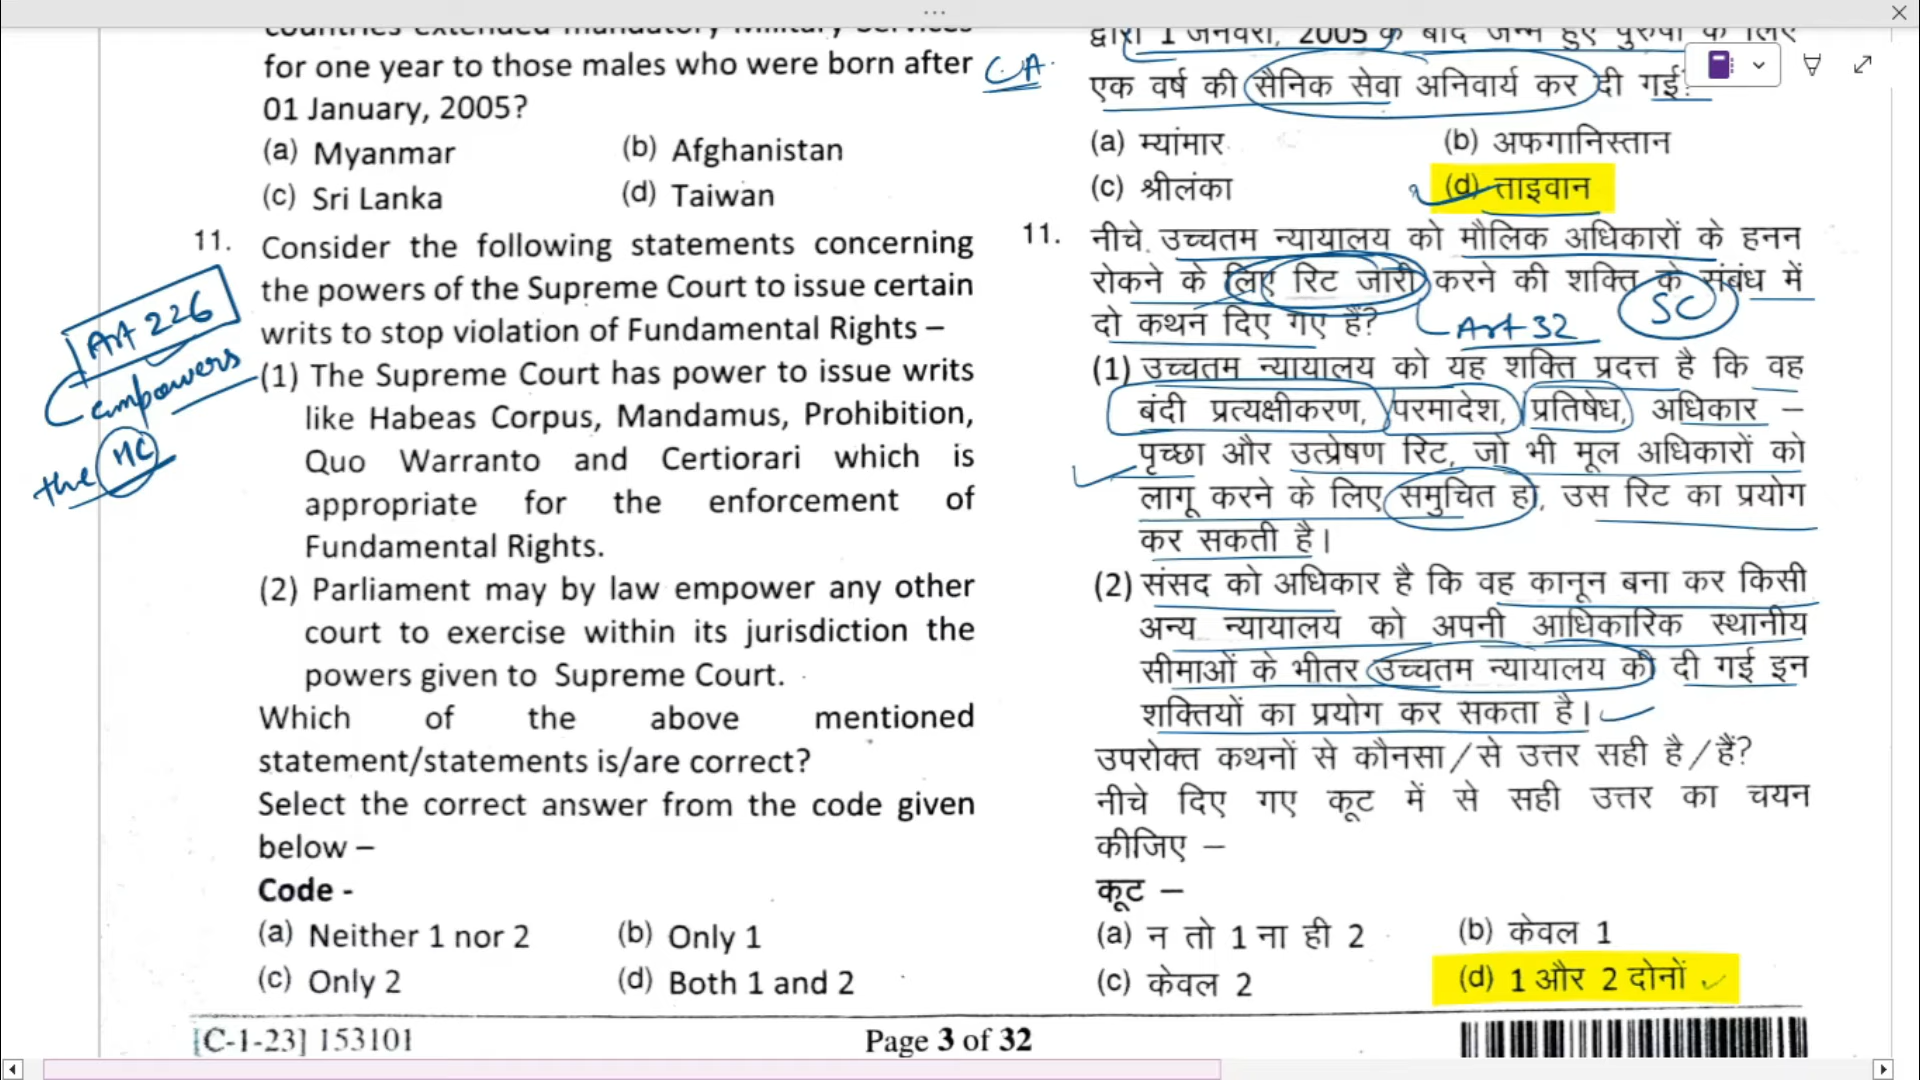 countries extended mandatory Military Services
for one year to those males who were born after
01 January, 2005?
(a) Myanmar (b) Afghanistan
(c) Sri Lanka (d) Taiwan
CA
11. Consider the following statements concerning
the powers of the Supreme Court to issue certain
writs to stop violation of Fundamental Rights –
(1) The Supreme Court has power to issue writs
like Habeas Corpus, Mandamus, Prohibition,
Quo Warranto and Certiorari which is
appropriate for the enforcement of
Fundamental Rights.
(2) Parliament may by law empower any other
court to exercise within its jurisdiction the
powers given to Supreme Court.
Which of the above mentioned
statement/statements is/are correct?
Select the correct answer from the code given
below –
Code -
(a) Neither 1 nor 2 (b) Only 1
(c) Only 2 (d) Both 1 and 2
Art 226
empowers
the HC
द्वारा 1 जनवरी, 2005 के बाद जन्मे हुए पुरुषों के लिए
एक वर्ष की सैनिक सेवा अनिवार्य कर दी गई?
(a) म्यांमार (b) अफगानिस्तान
(c) श्रीलंका (d) ताइवान
11. नीचे उच्चतम न्यायालय को मौलिक अधिकारों के हनन
रोकने के लिए रिट जारी करने की शक्ति के संबंध में
दो कथन दिए गए हैं?
Art 32
SC
(1) उच्चतम न्यायालय को यह शक्ति प्रदत्त है कि वह
बंदी प्रत्यक्षीकरण, परमादेश, प्रतिषेध, अधिकार –
पृच्छा और उत्प्रेषण रिट, जो भी मूल अधिकारों को
लागू करने के लिए समुचित हो, उस रिट का प्रयोग
कर सकती है।
(2) संसद को अधिकार है कि वह कानून बना कर किसी
अन्य न्यायालय को अपनी आधिकारिक स्थानीय
सीमाओं के भीतर उच्चतम न्यायालय की दी गई इन
शक्तियों का प्रयोग कर सकता है।
उपरोक्त कथनों से कौनसा/से उत्तर सही है/हैं?
नीचे दिए गए कूट में से सही उत्तर का चयन
कीजिए –
कूट –
(a) न तो 1 ना ही 2 (b) केवल 1
(c) केवल 2 (d) 1 और 2 दोनों
[C-1-23] 153101 Page 3 of 32